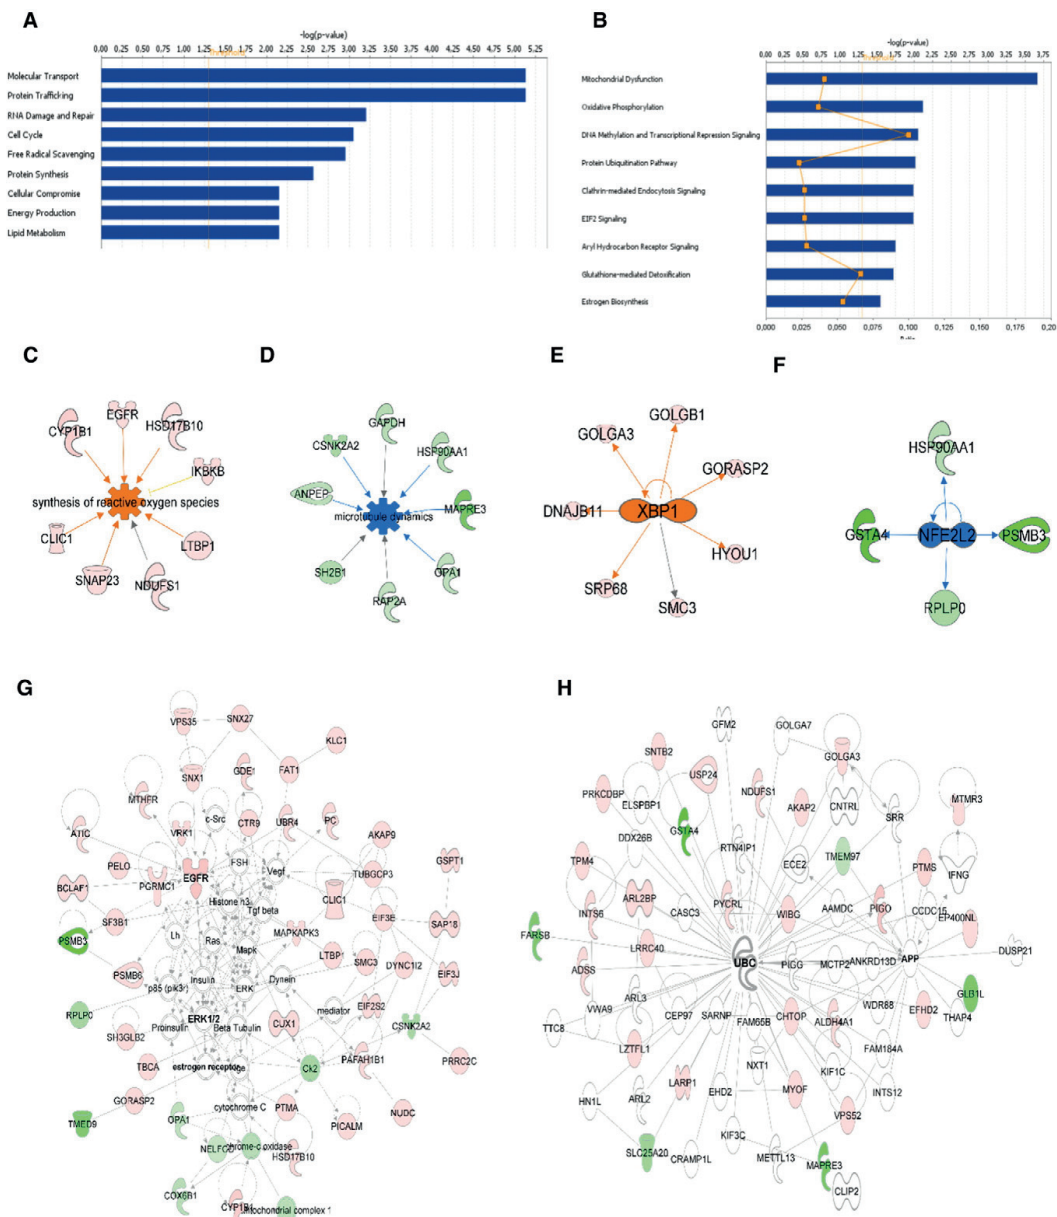 A
-log(p-value)
0.00 0.25 0.50 0.75 1.00 1.25 1.50 1.75 2.00 2.25 2.50 2.75 3.00 3.25 3.50 3.75 4.00 4.25 4.50 4.75 5.00 5.25
Threshold
Molecular Transport
Protein Trafficking
RNA Damage and Repair
Cell Cycle
Free Radical Scavenging
Protein Synthesis
Cellular Compromise
Energy Production
Lipid Metabolism
B
-log(p-value)
0,00 0,25 0,50 0,75 1,00 1,25 1,50 1,75 2,00 2,25 2,50 2,75 3,00 3,25 3,50 3,75
Mitochondrial Dysfunction
Oxidative Phosphorylation
DNA Methylation and Transcriptional Repression Signaling
Protein Ubiquitination Pathway
Clathrin-mediated Endocytosis Signaling
EIF2 Signaling
Aryl Hydrocarbon Receptor Signaling
Glutathione-mediated Detoxification
Estrogen Biosynthesis
0,000 0,025 0,050 0,075 0,100 0,125 0,150 0,175 0,20
Ratio
C
EGFR
CYP1B1
HSD17B10
IKBKB
synthesis of reactive oxygen species
CLIC1
LTBP1
SNAP23
NDUFS1
D
GAPDH
CSNK2A2
HSP90AA1
ANPEP
MAPRE3
microtubule dynamics
SH2B1
OPA1
RAP2A
E
GOLGB1
GOLGA3
GORASP2
DNAJB11
XBP1
HYOU1
SRP68
SMC3
F
HSP90AA1
GSTA4
NFE2L2
PSMB3
RPLP0
G
VPS35
SNX27
KLC1
SNX1
GDE1
FAT1
MTHFR
c-Src
CTR9
UBR4
PC
ATIC
VRK1
AKAP9
PELO
FSH
Vegf
TUBGCP3
GSPT1
BCLAF1
PGRMC1
EGFR
Histone h3
CLIC1
Tgf beta
SF3B1
EIF3E
SAP18
PSMB3
Lh
Ras
Mapk
MAPKAPK3
LTBP1
SMC3
DYNC1I2
EIF3J
PSMB6
Insulin
Dynein
p85 (pik3r)
ERK
RPLP0
Proinsulin
ERK1/2
Beta Tubulin
CUX1
mediator
EIF2S2
CSNK2A2
SH3GLB2
TBCA
estrogen receptor
Ige
Ck2
PAFAH1B1
PRRC2C
GORASP2
TMED9
OPA1
cytochrome C
PTMA
PICALM
NUDC
HSD17B10
COX6B1
CYP1B1
H
GFM2
GOLGA7
SNTB2
USP24
GOLGA3
PRKCDBP
ELSPBP1
NDUFS1
AKAP2
CNTRL
MTMR3
GSTA4
SRR
DDX26B
RTN4IP1
ECE2
TMEM97
TPM4
PTMS
IFNG
ARL2BP
CASC3
PYCRL
AAMDC
PIGO
CCDC15
EP400NL
INTS6
WIBG
FARSB
LRRC40
DUSP21
ADSS
UBC
PIGG
MCTP2
ANKRD13D
APP
ARL3
GLB1L
VWA9
CEP97
SARNP
FAM65B
CHTOP
ALDH4A1
WDR88
EFHD2
THAP4
TTC8
LZTFL1
FAM184A
NXT1
KIF1C
LARP1
EHD2
MYOF
INTS12
HN1L
ARL2
VPS52
KIF3C
SLC25A20
CRAMP1L
METTL13
MAPRE3
CLIP2